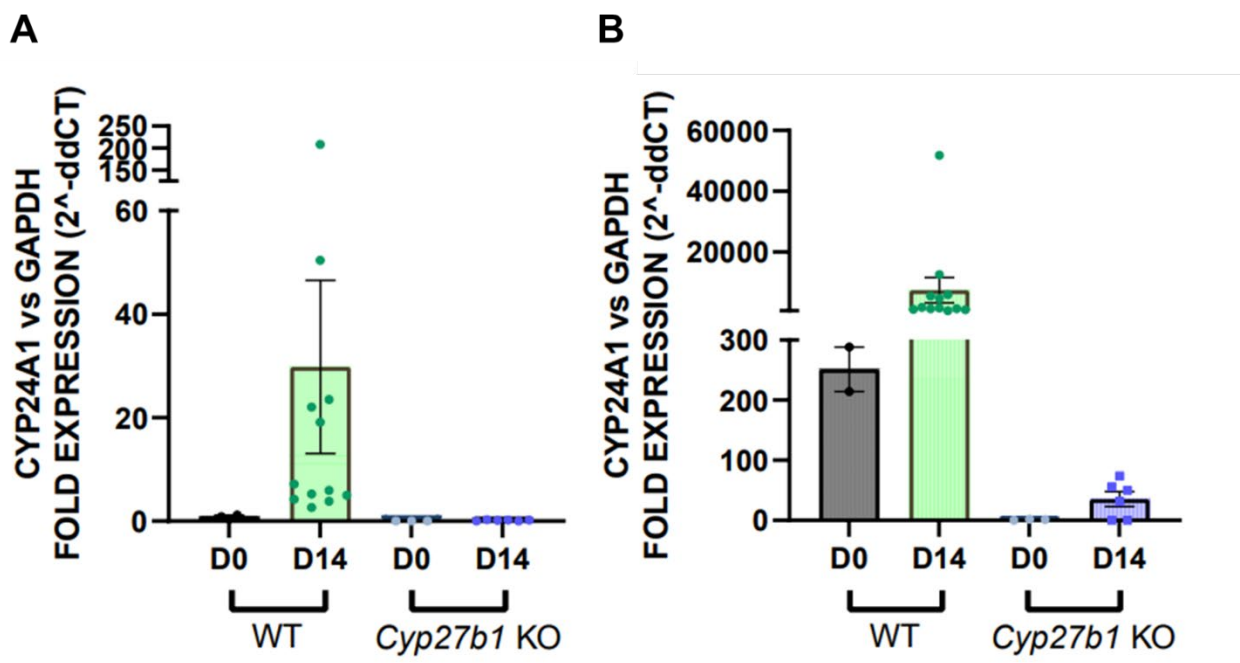 A
CYP24A1 vs GAPDH
FOLD EXPRESSION (2^-ddCT)
250
200
150
60
40
20
0
D0 D14 D0 D14
WT Cyp27b1 KO
B
CYP24A1 vs GAPDH
FOLD EXPRESSION (2^-ddCT)
60000
40000
20000
300
200
100
0
D0 D14 D0 D14
WT Cyp27b1 KO